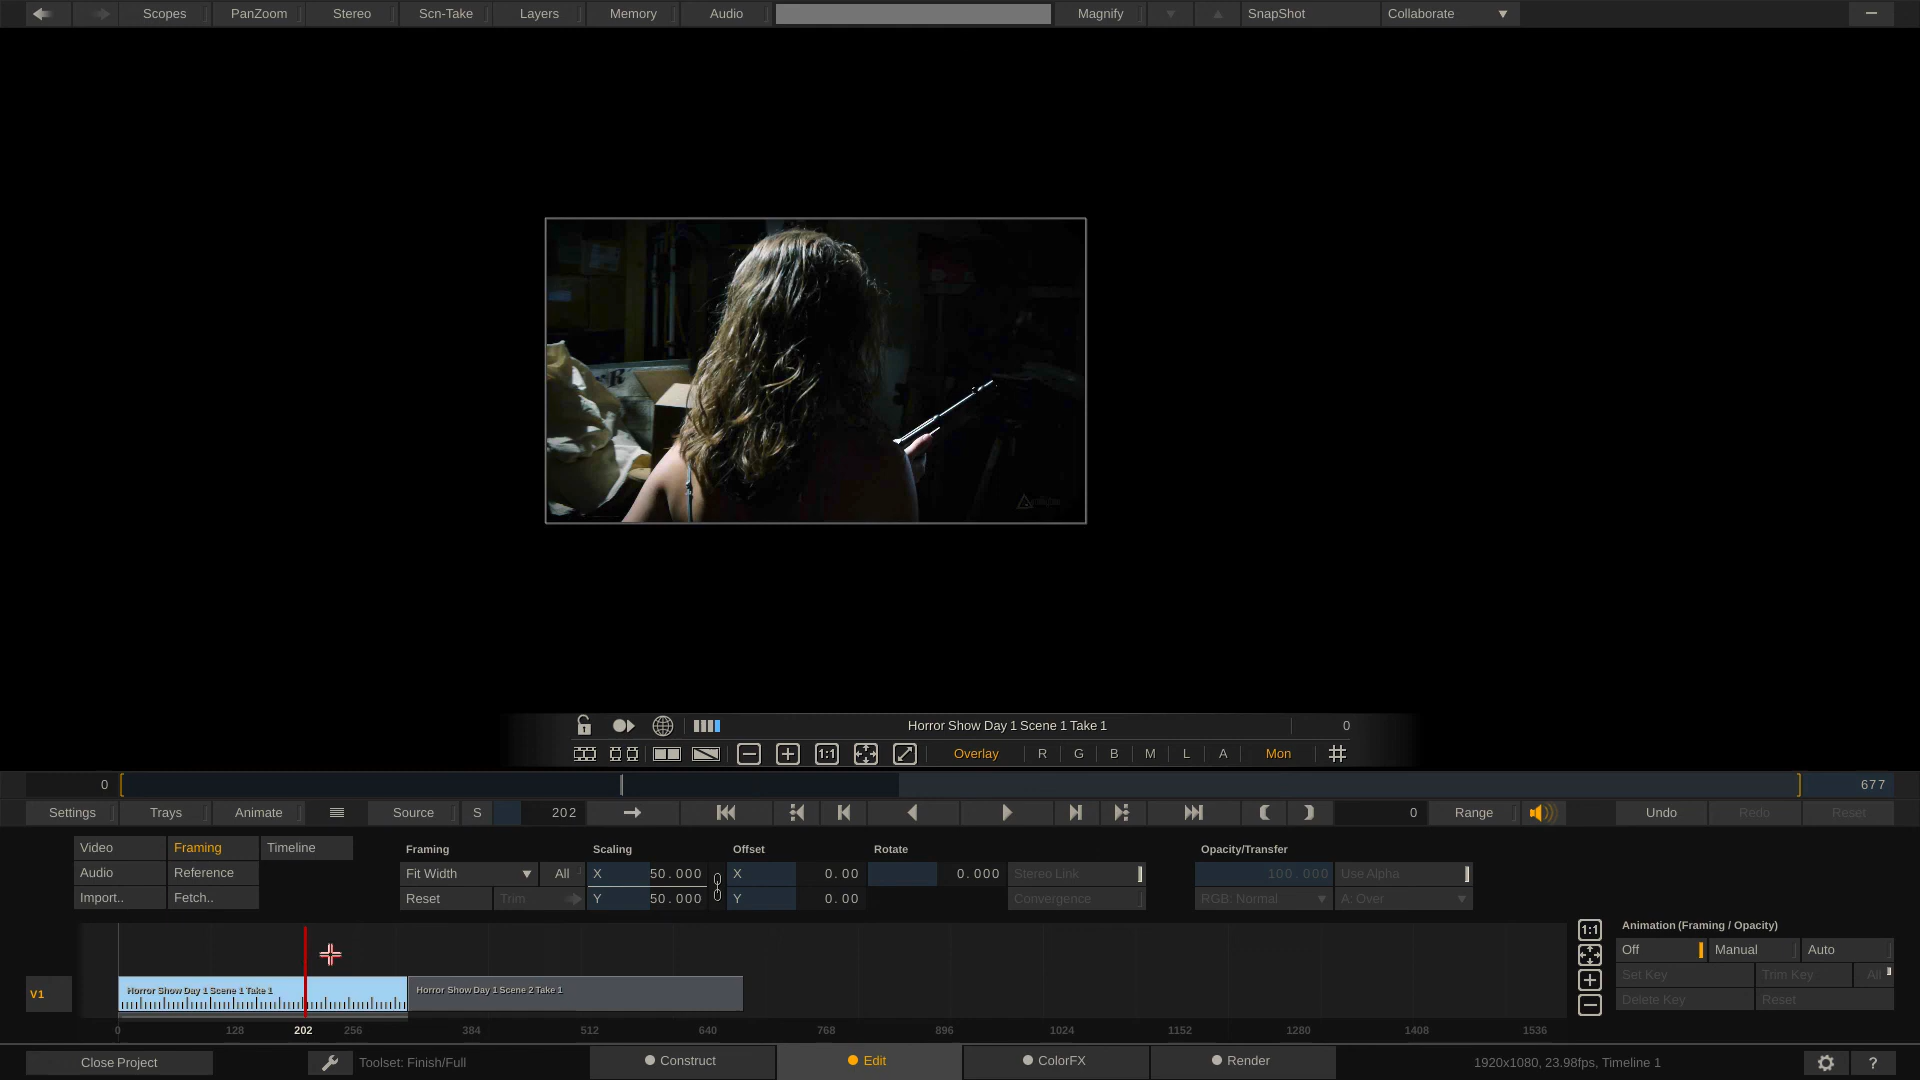 Scopes PanZoom Stereo Scn-Take Layers Memory Audio Magnify SnapShot Collaborate
Horror Show Day 1 Scene 1 Take 1 0
1:1 Overlay R G B M L A Mon
0 677
Settings Trays Animate Source S 202 0 Range Undo Redo Reset
Video Framing Timeline
Audio Reference
Import.. Fetch..
Framing Scaling Offset Rotate Opacity/Transfer
Fit Width All X 50.000 X 0.00 0.000 Stereo Link 100.000 Use Alpha
Reset Trim Y 50.000 Y 0.00 Convergence RGB: Normal A: Over
1:1 Animation (Framing / Opacity)
Off Manual Auto
Set Key Trim Key All
Delete Key Reset
V1 Horror Show Day 1 Scene 1 Take 1 Horror Show Day 1 Scene 2 Take 1
0 128 202 256 384 512 640 768 896 1024 1152 1280 1408 1536
Close Project Toolset: Finish/Full Construct Edit ColorFX Render 1920x1080, 23.98fps, Timeline 1 ?